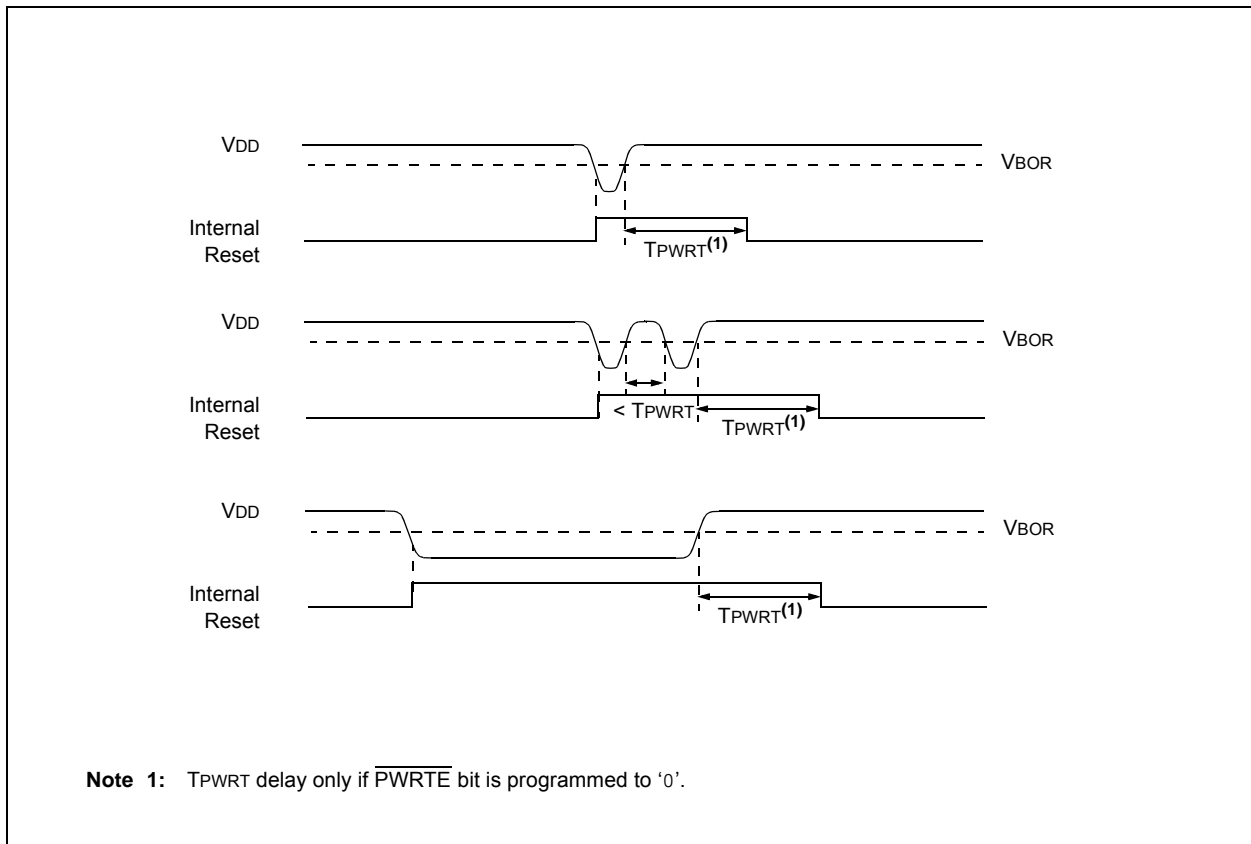 VDD
VBOR
Internal
Reset
TPWRT(1)
VDD
VBOR
Internal
Reset
< TPWRT
TPWRT(1)
VDD
VBOR
Internal
Reset
TPWRT(1)
Note 1: TPWRT delay only if PWRTE bit is programmed to ‘0’.